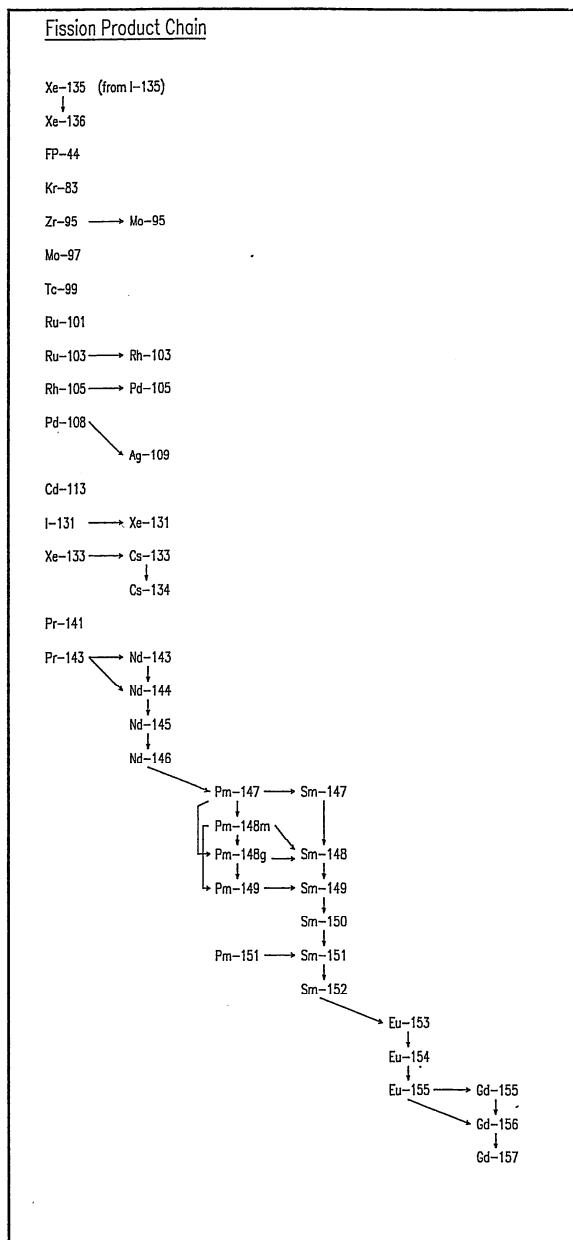 Fission Product Chain
Xe-135 (from I-135)
Xe-136
FP-44
Kr-83
Zr-95 Mo-95
Mo-97
Tc-99
Ru-101
Ru-103 Rh-103
Rh-105 Pd-105
Pd-108
Ag-109
Cd-113
I-131 Xe-131
Xe-133 Cs-133
Cs-134
Pr-141
Pr-143 Nd-143
Nd-144
Nd-145
Nd-146
Pm-147 Sm-147
Pm-148m
Pm-148g Sm-148
Pm-149 Sm-149
Sm-150
Pm-151 Sm-151
Sm-152
Eu-153
Eu-154
Eu-155 Gd-155
Gd-156
Gd-157